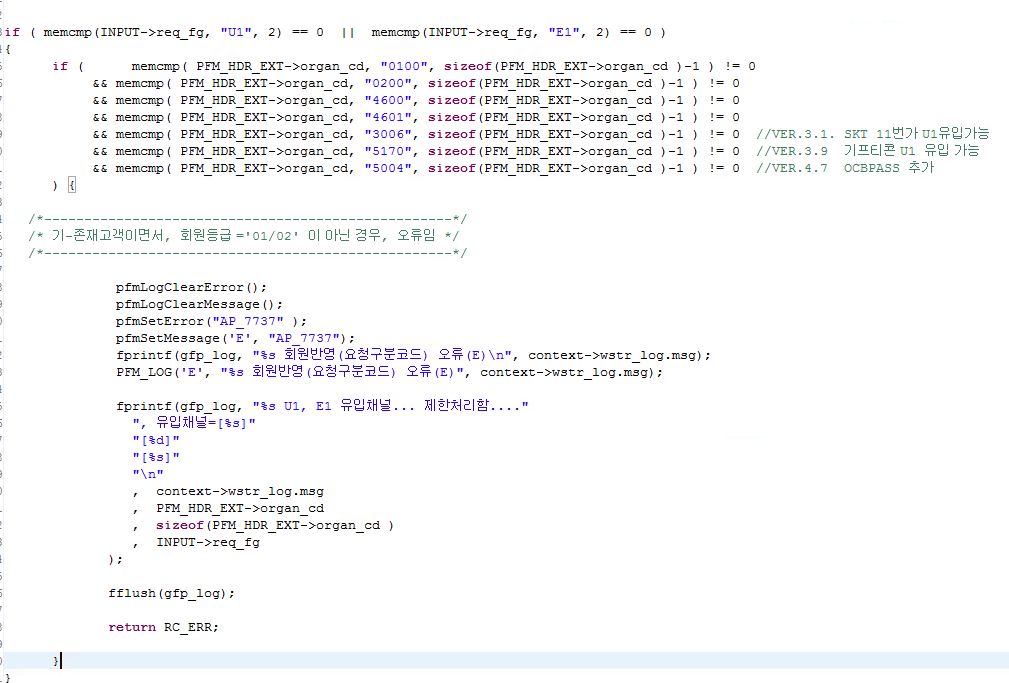 if ( memcmp(INPUT->req_fg, "U1", 2) == 0  ||  memcmp(INPUT->req_fg, "E1", 2) == 0 )
{
if (      memcmp( PFM_HDR_EXT->organ_cd, "0100", sizeof(PFM_HDR_EXT->organ_cd )-1 ) != 0
&& memcmp( PFM_HDR_EXT->organ_cd, "0200", sizeof(PFM_HDR_EXT->organ_cd )-1 ) != 0
&& memcmp( PFM_HDR_EXT->organ_cd, "4600", sizeof(PFM_HDR_EXT->organ_cd )-1 ) != 0
&& memcmp( PFM_HDR_EXT->organ_cd, "4601", sizeof(PFM_HDR_EXT->organ_cd )-1 ) != 0
&& memcmp( PFM_HDR_EXT->organ_cd, "3006", sizeof(PFM_HDR_EXT->organ_cd )-1 ) != 0  //VER.3.1. SKT 11번가 U1유입가능
&& memcmp( PFM_HDR_EXT->organ_cd, "5170", sizeof(PFM_HDR_EXT->organ_cd )-1 ) != 0  //VER.3.9  기프티콘 U1 유입 가능
&& memcmp( PFM_HDR_EXT->organ_cd, "5004", sizeof(PFM_HDR_EXT->organ_cd )-1 ) != 0  //VER.4.7  OCBPASS 추가
) {
/*---------------------------------------------------*/
/* 기-존재고객이면서, 회원등급='01/02' 이 아닌 경우, 오류임 */
/*---------------------------------------------------*/
pfmLogClearError();
pfmLogClearMessage();
pfmSetError("AP_7737" );
pfmSetMessage('E', "AP_7737");
fprintf(gfp_log, "%s 회원반영(요청구분코드) 오류(E)\n", context->wstr_log.msg);
PFM_LOG('E', "%s 회원반영(요청구분코드) 오류(E)", context->wstr_log.msg);
fprintf(gfp_log, "%s U1, E1 유입채널... 제한처리함...."
", 유입채널=[%s]"
"[%d]"
"[%s]"
"\n"
,  context->wstr_log.msg
,  PFM_HDR_EXT->organ_cd
,  sizeof(PFM_HDR_EXT->organ_cd )
,  INPUT->req_fg
);
fflush(gfp_log);
return RC_ERR;
}
}